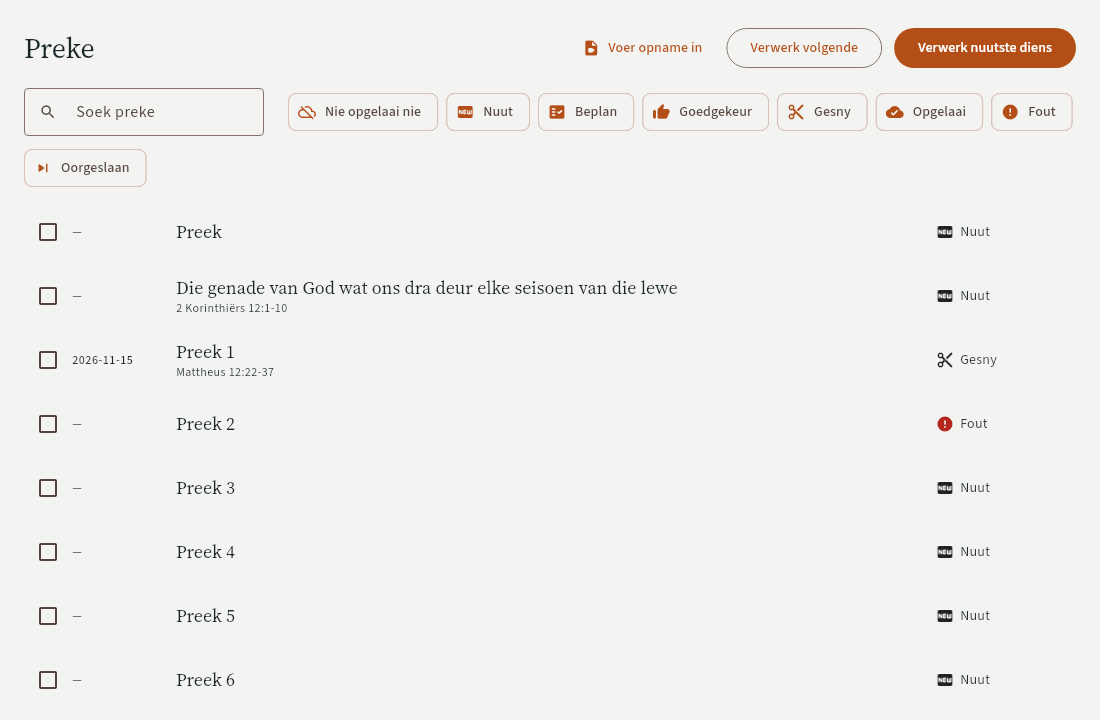 Preke
Voer opname in
Verwerk volgende
Verwerk nuutste diens
Soek preke
Nie opgelaai nie
Nuut
Beplan
Goedgekeur
Gesny
Opgelaai
Fout
Oorgeslaan
– Preek Nuut
– Die genade van God wat ons dra deur elke seisoen van die lewe Nuut
2 Korinthiërs 12:1-10
2026-11-15 Preek 1 Gesny
Mattheus 12:22-37
– Preek 2 Fout
– Preek 3 Nuut
– Preek 4 Nuut
– Preek 5 Nuut
– Preek 6 Nuut